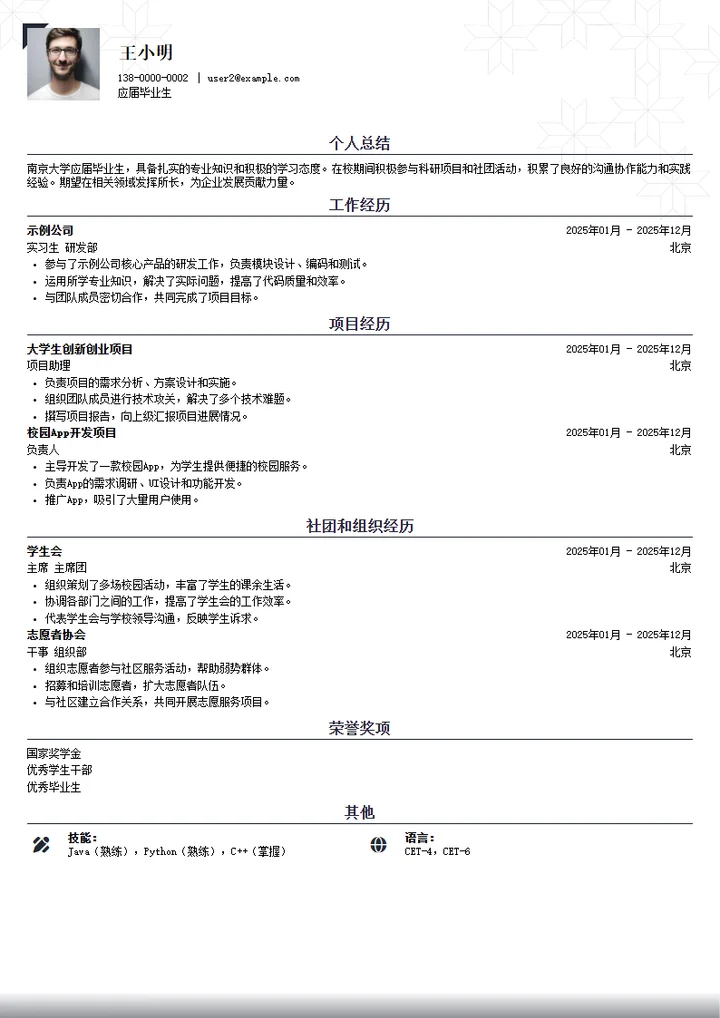 王小明
138-0000-0002 | user2@example.com
应届毕业生
个人总结
南京大学应届毕业生，具备扎实的专业知识和积极的学习态度。在校期间积极参与科研项目和社团活动，积累了良好的沟通协作能力和实践
经验。期望在相关领域发挥所长，为企业发展贡献力量。
工作经历
示例公司 2025年01月 - 2025年12月
实习生 研发部 北京
• 参与了示例公司核心产品的研发工作，负责模块设计、编码和测试。
• 运用所学专业知识，解决了实际问题，提高了代码质量和效率。
• 与团队成员密切合作，共同完成了项目目标。
项目经历
大学生创新创业项目 2025年01月 - 2025年12月
项目助理 北京
• 负责项目的需求分析、方案设计和实施。
• 组织团队成员进行技术攻关，解决了多个技术难题。
• 撰写项目报告，向上级汇报项目进展情况。
校园App开发项目 2025年01月 - 2025年12月
负责人 北京
• 主导开发了一款校园App，为学生提供便捷的校园服务。
• 负责App的需求调研、UI设计和功能开发。
• 推广App，吸引了大量用户使用。
社团和组织经历
学生会 2025年01月 - 2025年12月
主席 主席团 北京
• 组织策划了多场校园活动，丰富了学生的课余生活。
• 协调各部门之间的工作，提高了学生会的工作效率。
• 代表学生会与学校领导沟通，反映学生诉求。
志愿者协会 2025年01月 - 2025年12月
干事 组织部 北京
• 组织志愿者参与社区服务活动，帮助弱势群体。
• 招募和培训志愿者，扩大志愿者队伍。
• 与社区建立合作关系，共同开展志愿服务项目。
荣誉奖项
国家奖学金
优秀学生干部
优秀毕业生
其他
技能： 语言：
Java（熟练），Python（熟练），C++（掌握） CET-4，CET-6